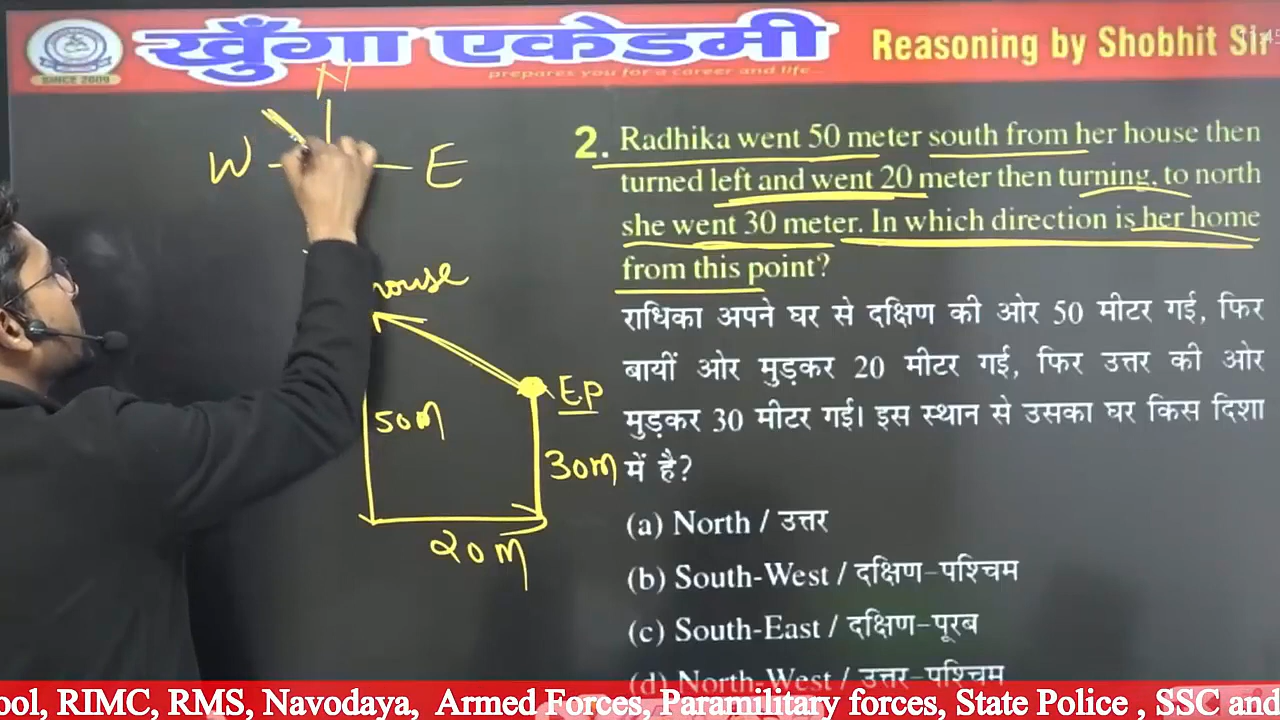 खुँगा एकेडमी
Reasoning by Shobhit Sir
SINCE 2009
prepares you for a career and life...
N
W E
house
50M
EP
30M
20M
2. Radhika went 50 meter south from her house then
turned left and went 20 meter then turning, to north
she went 30 meter. In which direction is her home
from this point?
राधिका अपने घर से दक्षिण की ओर 50 मीटर गई, फिर
बायीं ओर मुड़कर 20 मीटर गई, फिर उत्तर की ओर
मुड़कर 30 मीटर गई। इस स्थान से उसका घर किस दिशा
में है?
(a) North / उत्तर
(b) South-West / दक्षिण-पश्चिम
(c) South-East / दक्षिण-पूरब
(d) North-West / उत्तर-पश्चिम
ool, RIMC, RMS, Navodaya, Armed Forces, Paramilitary forces, State Police , SSC and